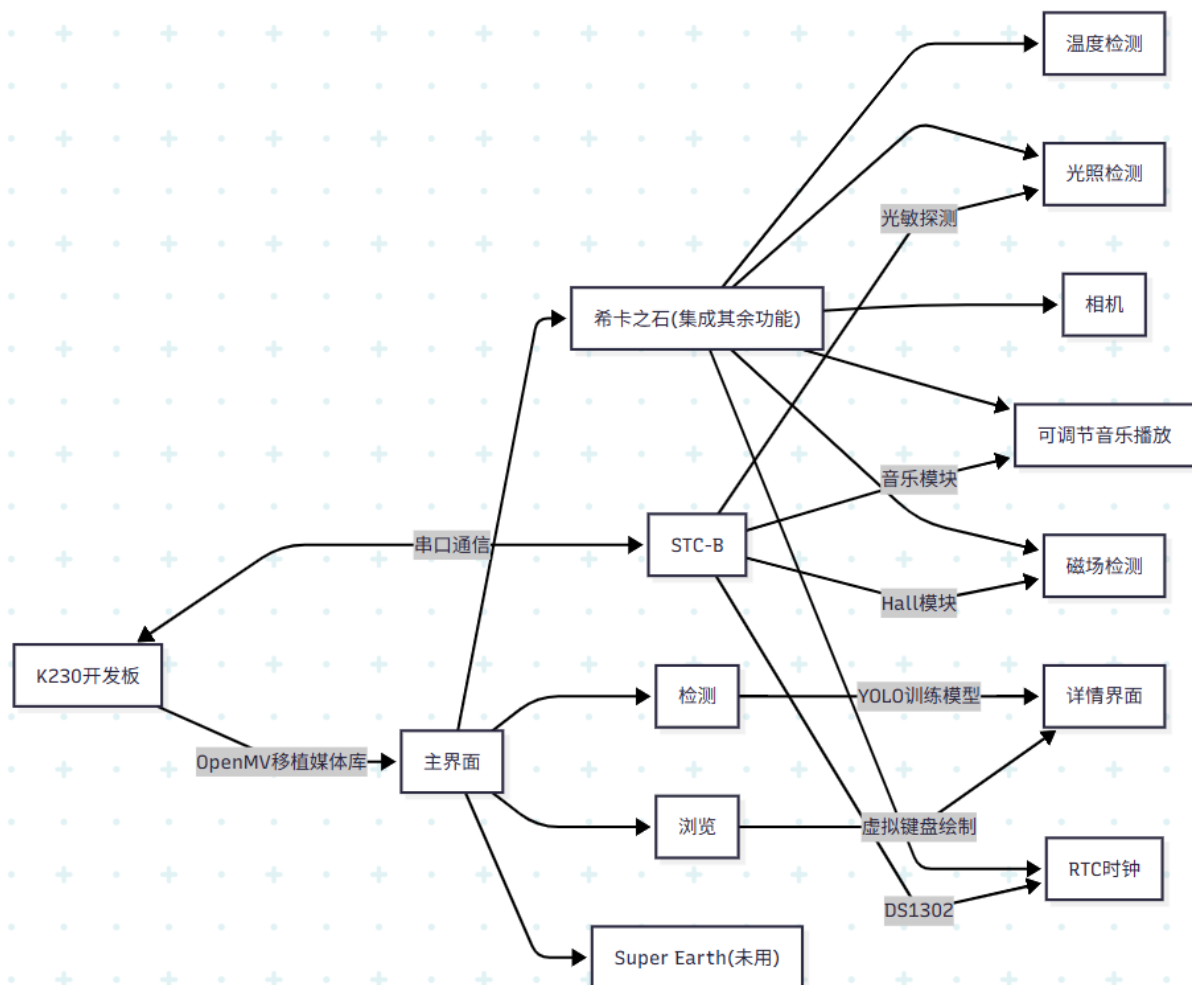 温度检测
光照检测
光敏探测
相机
希卡之石(集成其余功能)
可调节音乐播放
音乐模块
串口通信
STC-B
磁场检测
Hall模块
K230开发板
检测
YOLO训练模型
详情界面
OpenMV移植媒体库
主界面
浏览
虚拟键盘绘制
RTC时钟
DS1302
Super Earth(未用)